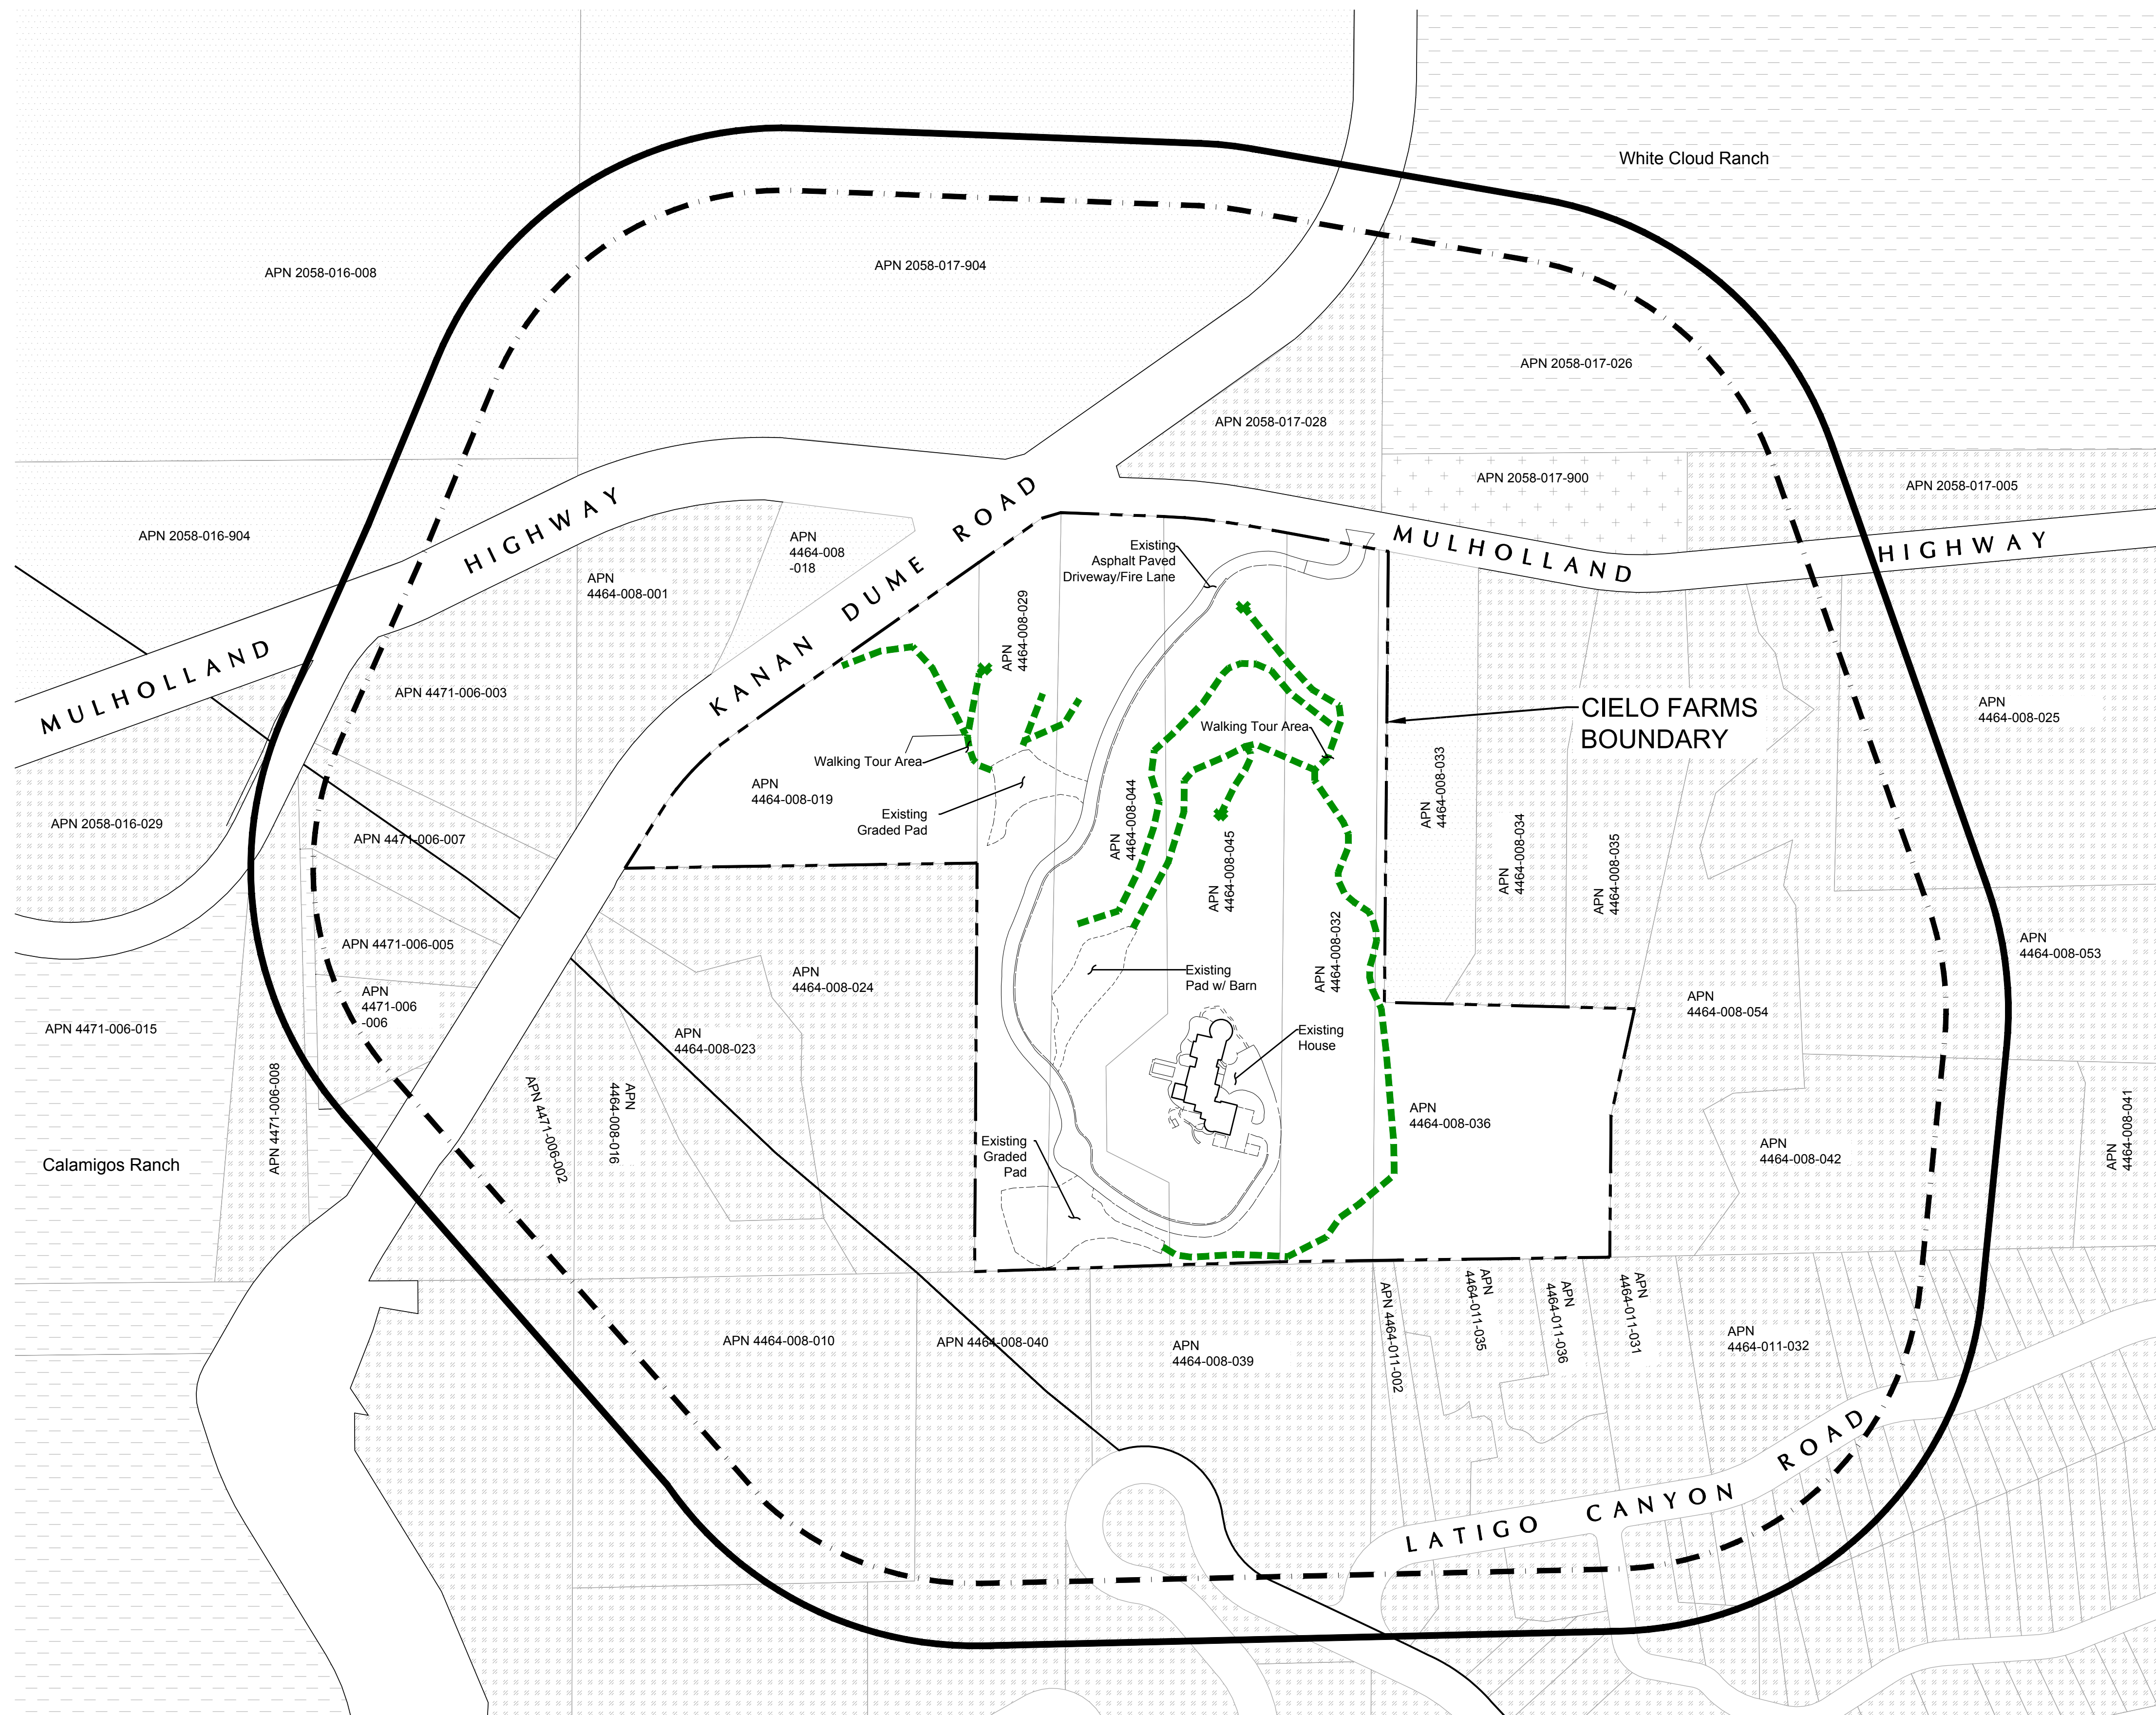 White Cloud Ranch
APN 2058-016-008
APN 2058-017-904
APN 2058-017-026
APN 2058-017-028
APN 2058-017-900
APN 2058-017-005
APN 2058-016-904
HIGHWAY
KANAN DUME ROAD
MULHOLLAND
HIGHWAY
APN
4464-008
-018
APN
4464-008-001
Existing
Asphalt Paved
Driveway/Fire Lane
APN
4464-008-029
MULHOLLAND
APN 4471-006-003
CIELO FARMS
BOUNDARY
APN
4464-008-025
Walking Tour Area
Walking Tour Area
APN
4464-008-019
Existing
Graded Pad
APN
4464-008-044
APN
4464-008-045
APN
4464-008-033
APN
4464-008-034
APN
4464-008-035
APN 2058-016-029
APN 4471-006-007
APN 4471-006-005
APN
4471-006
-006
APN
4464-008-024
APN
4464-008-032
Existing
Pad w/ Barn
APN
4464-008-053
APN
4464-008-054
APN 4471-006-015
APN
4464-008-023
Existing
House
APN 4471-006-008
APN 4471-006-002
APN
4464-008-016
APN
4464-008-036
APN
4464-008-042
APN
4464-008-041
Calamigos Ranch
Existing
Graded
Pad
APN 4464-008-010
APN 4464-008-040
APN
4464-008-039
APN 4464-011-002
APN
4464-011-035
APN
4464-011-036
APN
4464-011-031
APN
4464-011-032
LATIGO CANYON ROAD